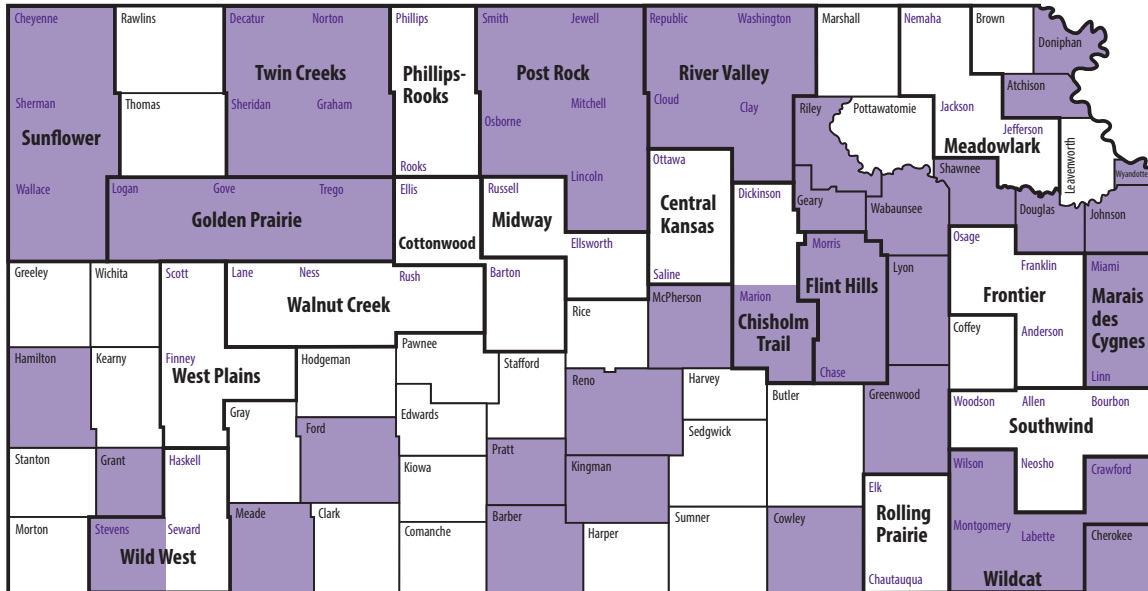 Cheyenne
Rawlins
Decatur
Norton
Phillips
Smith
Jewell
Republic
Washington
Marshall
Nemaha
Brown
Doniphan
Twin Creeks
Phillips-
Rooks
Post Rock
River Valley
Atchison
Sherman
Thomas
Sheridan
Graham
Mitchell
Cloud
Clay
Riley
Pottawatomie
Jackson
Osborne
Jefferson
Sunflower
Meadowlark
Leavenworth
Rooks
Ottawa
Shawnee
Wyandotte
Wallace
Logan
Gove
Trego
Ellis
Russell
Lincoln
Dickinson
Geary
Wabaunsee
Douglas
Johnson
Golden Prairie
Midway
Central
Kansas
Cottonwood
Ellsworth
Morris
Osage
Greeley
Wichita
Scott
Lane
Ness
Rush
Barton
Saline
Lyon
Franklin
Miami
Walnut Creek
McPherson
Marion
Flint Hills
Frontier
Marais
des
Cygnes
Rice
Chisholm
Trail
Coffey
Anderson
Hamilton
Kearny
Finney
Hodgeman
Pawnee
Stafford
West Plains
Reno
Harvey
Butler
Chase
Greenwood
Linn
Gray
Edwards
Woodson
Allen
Bourbon
Ford
Sedgwick
Southwind
Stanton
Grant
Haskell
Kiowa
Pratt
Kingman
Wilson
Neosho
Crawford
Elk
Meade
Clark
Barber
Sumner
Cowley
Rolling
Prairie
Morton
Stevens
Seward
Comanche
Harper
Montgomery
Labette
Cherokee
Wild West
Chautauqua
Wildcat